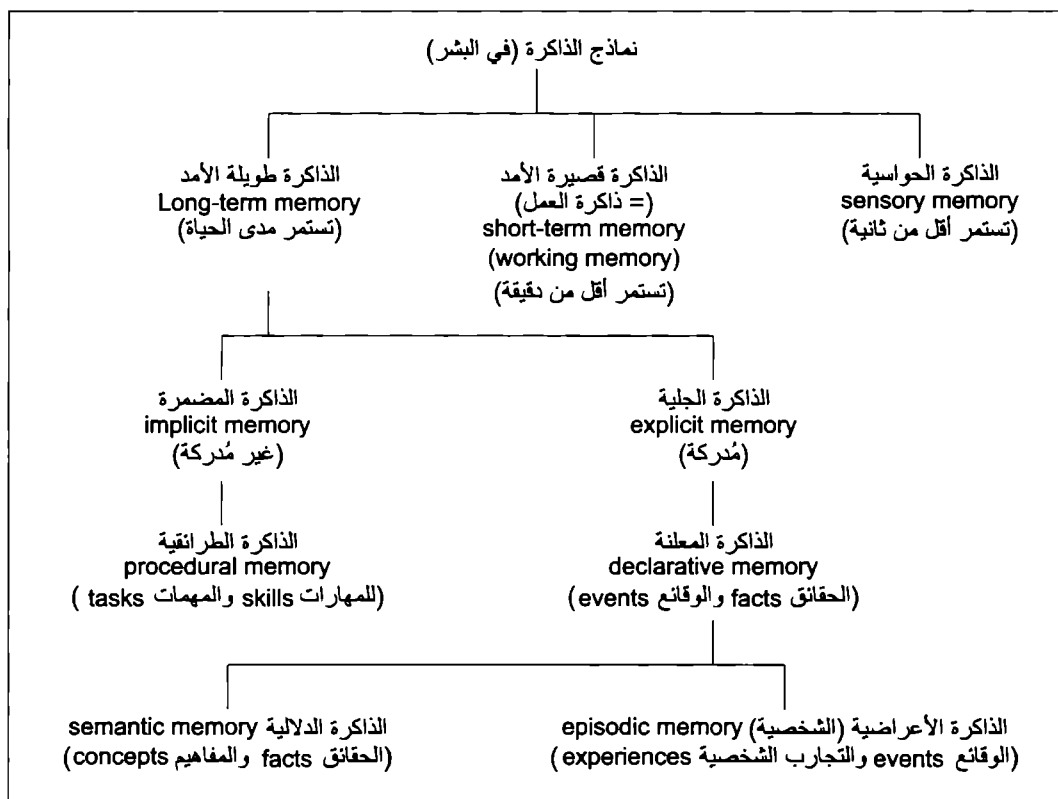 نماذج الذاكرة (في البشر)
الذاكرة الحواسية
sensory memory
(تستمر أقل من ثانية)
الذاكرة قصيرة الأمد
(= ذاكرة العمل)
short-term memory
(working memory)
(تستمر أقل من دقيقة)
الذاكرة طويلة الأمد
Long-term memory
(تستمر مدى الحياة)
الذاكرة الجلية
explicit memory
(مُدركة)
الذاكرة المضمرة
implicit memory
(غير مُدركة)
الذاكرة المعلنة
declarative memory
(الحقائق facts والوقائع events)
الذاكرة الطرائقية
procedural memory
(للمهارات skills والمهمات tasks )
الذاكرة الأعراضية (الشخصية) episodic memory
(الوقائع events والتجارب الشخصية experiences)
الذاكرة الدلالية semantic memory
(الحقائق facts والمفاهيم concepts)